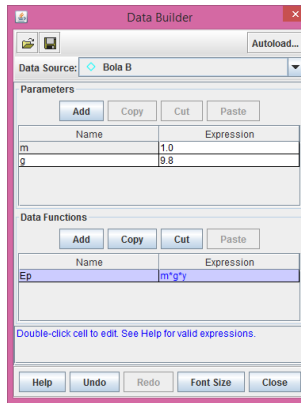 Data Builder
Autoload...
Data Source: Bola B
Parameters
Add Copy Cut Paste
Name Expression
m 1.0
g 9.8
Data Functions
Add Copy Cut Paste
Name Expression
Ep m*g*y
Double-click cell to edit. See Help for valid expressions.
Help Undo Redo Font Size Close